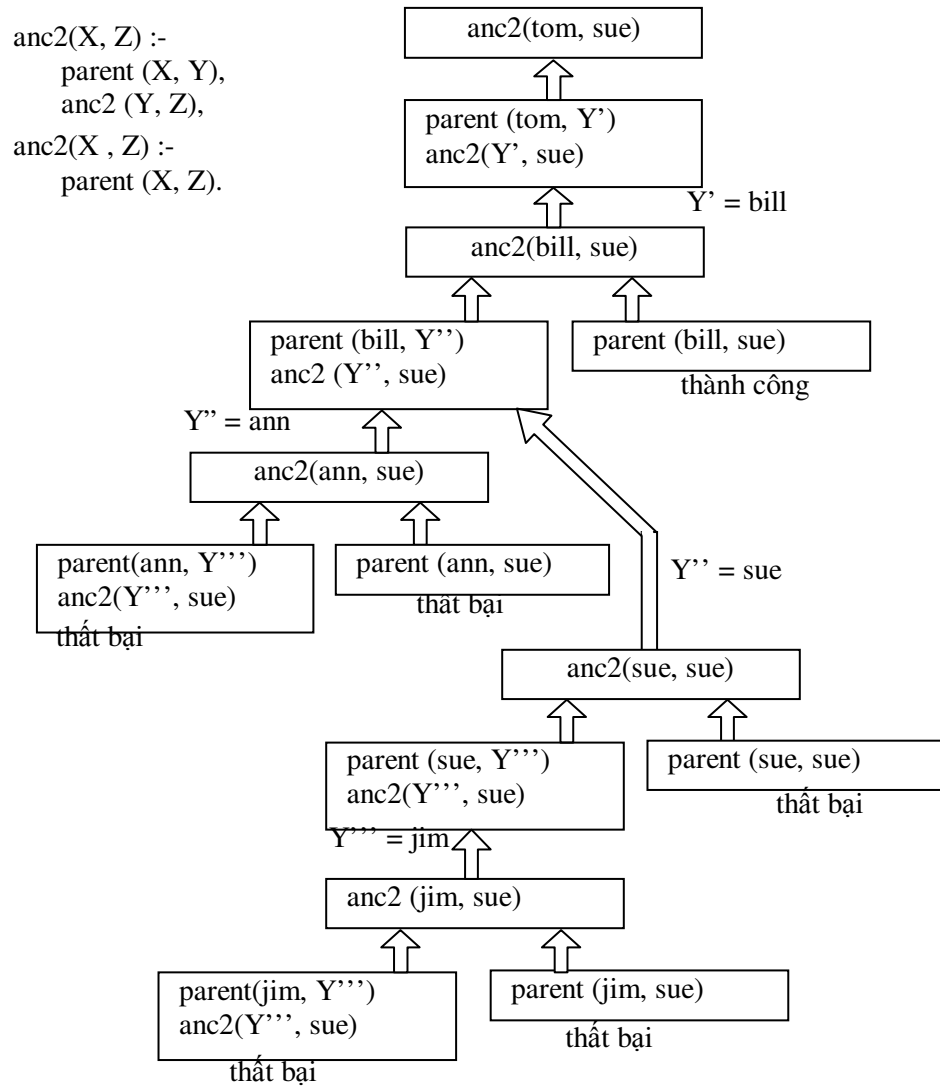 anc2(X, Z) :-
parent (X, Y),
anc2 (Y, Z),
anc2(X , Z) :-
parent (X, Z).
anc2(tom, sue)
parent (tom, Y’)
anc2(Y’, sue)
Y’ = bill
anc2(bill, sue)
parent (bill, Y’’)
anc2 (Y’’, sue)
parent (bill, sue)
thành công
Y” = ann
anc2(ann, sue)
parent(ann, Y’’’)
anc2(Y’’’, sue)
thất bại
parent (ann, sue)
thất bại
Y’’ = sue
anc2(sue, sue)
parent (sue, Y’’’)
anc2(Y’’’, sue)
parent (sue, sue)
thất bại
Y’’’ = jim
anc2 (jim, sue)
parent(jim, Y’’’)
anc2(Y’’’, sue)
thất bại
parent (jim, sue)
thất bại